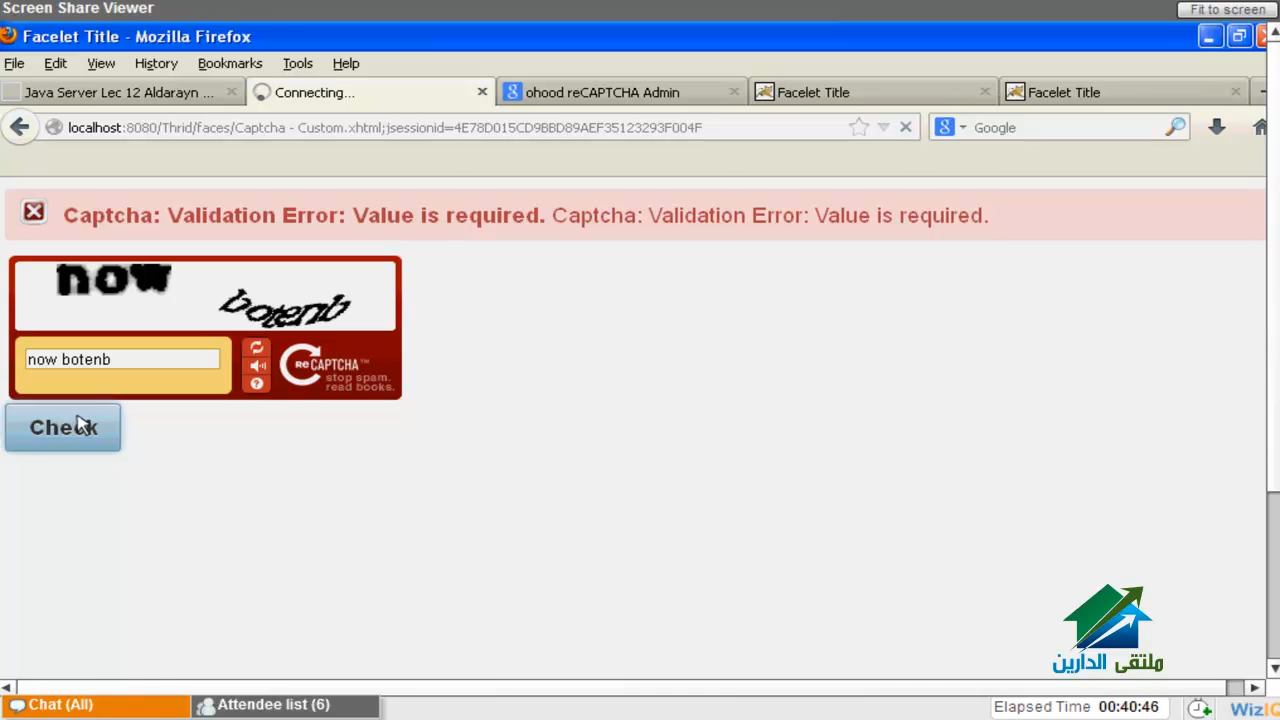 Screen Share Viewer
Fit to screen
Facelet Title - Mozilla Firefox
File Edit View History Bookmarks Tools Help
Java Server Lec 12 Aldarayn ... Connecting... ohood reCAPTCHA Admin Facelet Title Facelet Title
localhost:8080/Thrid/faces/Captcha - Custom.xhtml;jsessionid=4E78D015CD9BBD89AEF35123293F004F Google
Captcha: Validation Error: Value is required. Captcha: Validation Error: Value is required.
now botenb
now botenb
reCAPTCHA™
stop spam.
read books.
Check
ملتقى الدارين
Chat (All) Attendee list (6) Elapsed Time 00:40:46 WizIQ